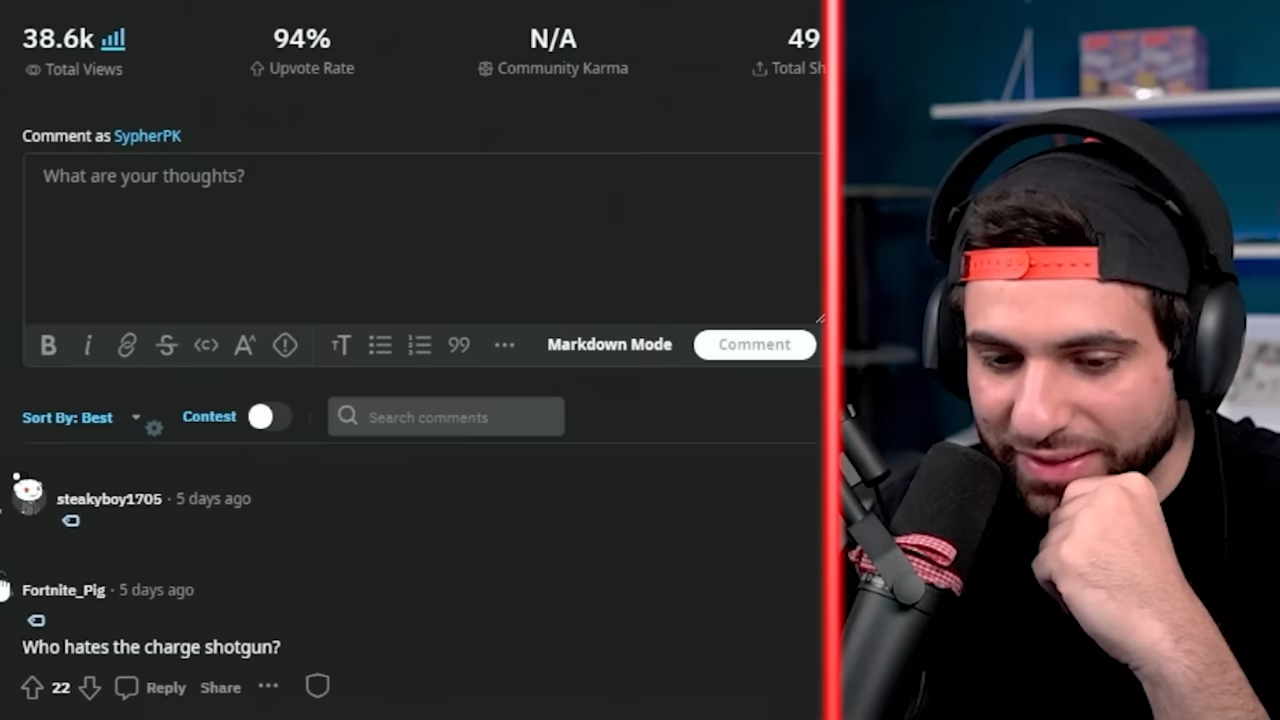 38.6k
94%
N/A
49
Total Views
Upvote Rate
Community Karma
Total Sh
Comment as SypherPK
What are your thoughts?
Markdown Mode
Comment
Sort By: Best
Contest
Search comments
steakyboy1705 · 5 days ago
Fortnite_Pig · 5 days ago
Who hates the charge shotgun?
22
Reply
Share